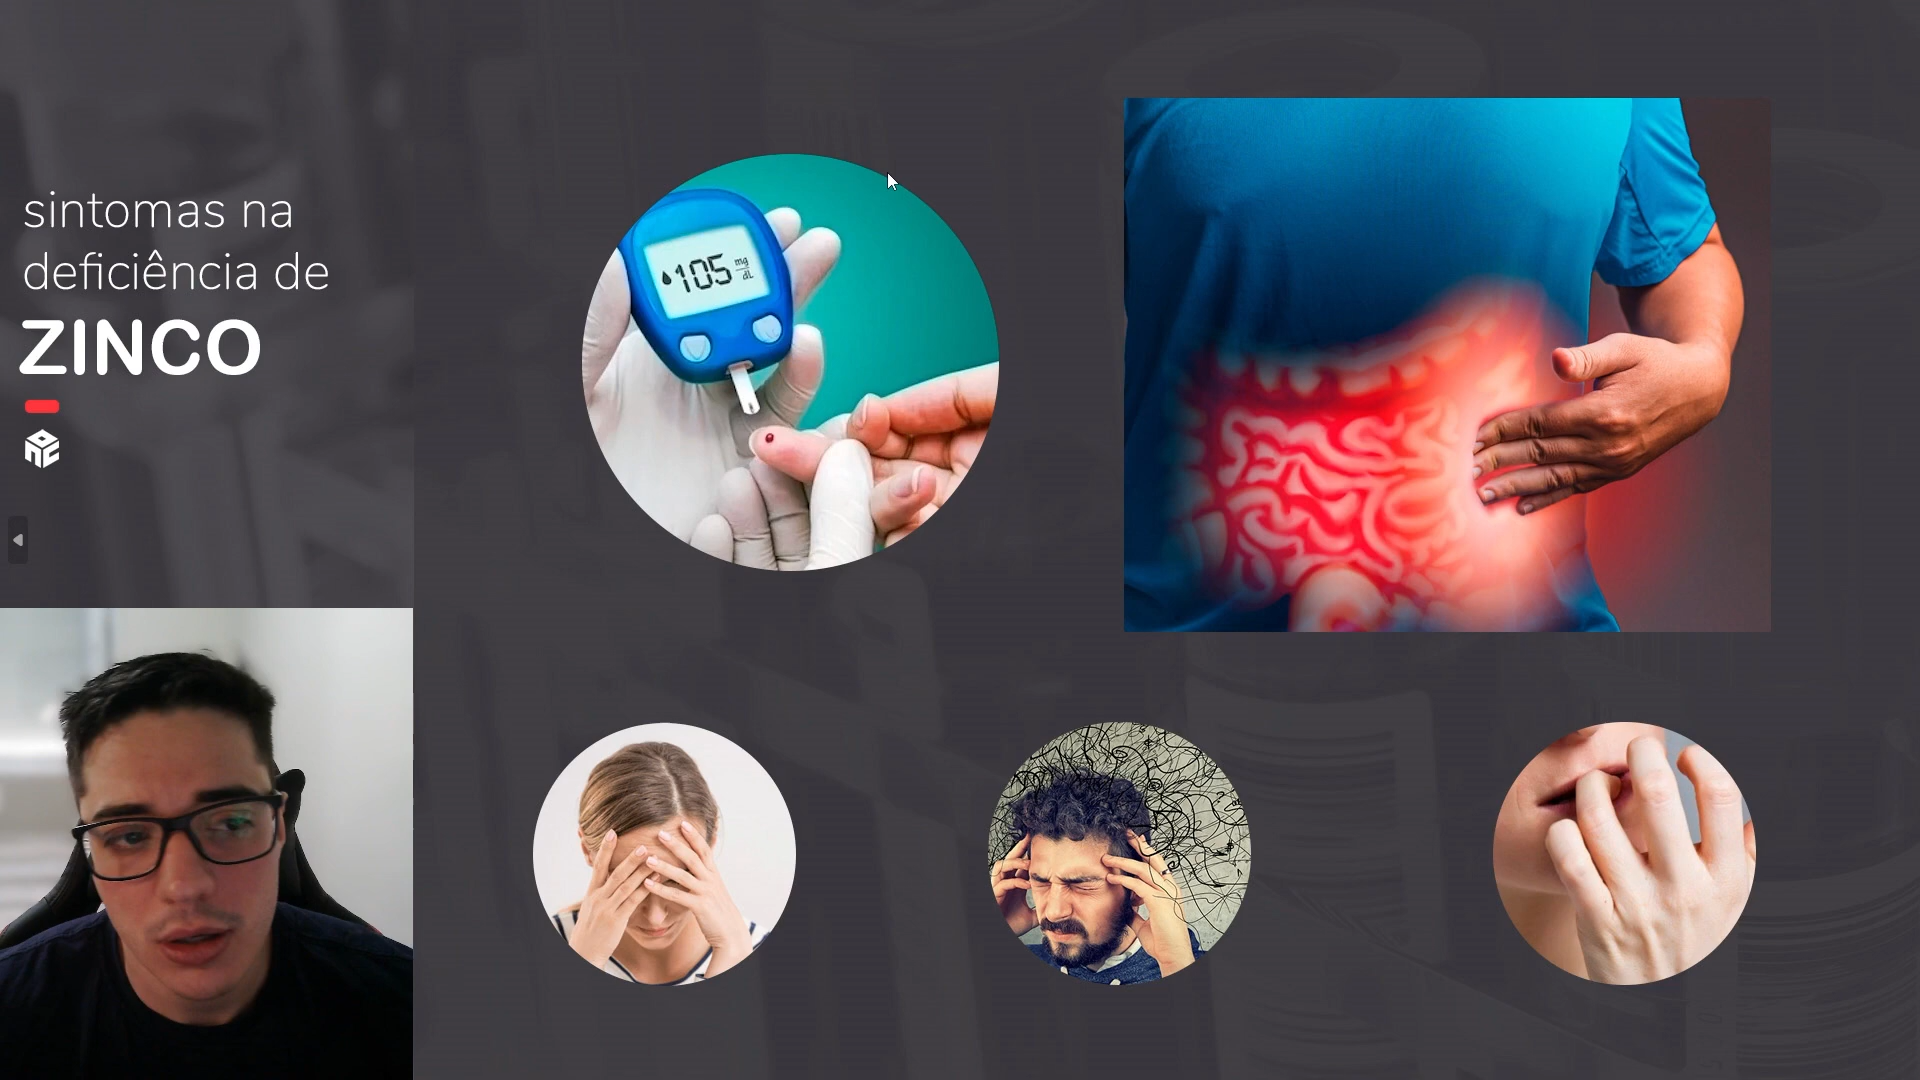 sintomas na
deficiência de
ZINCO
105 mg
dL